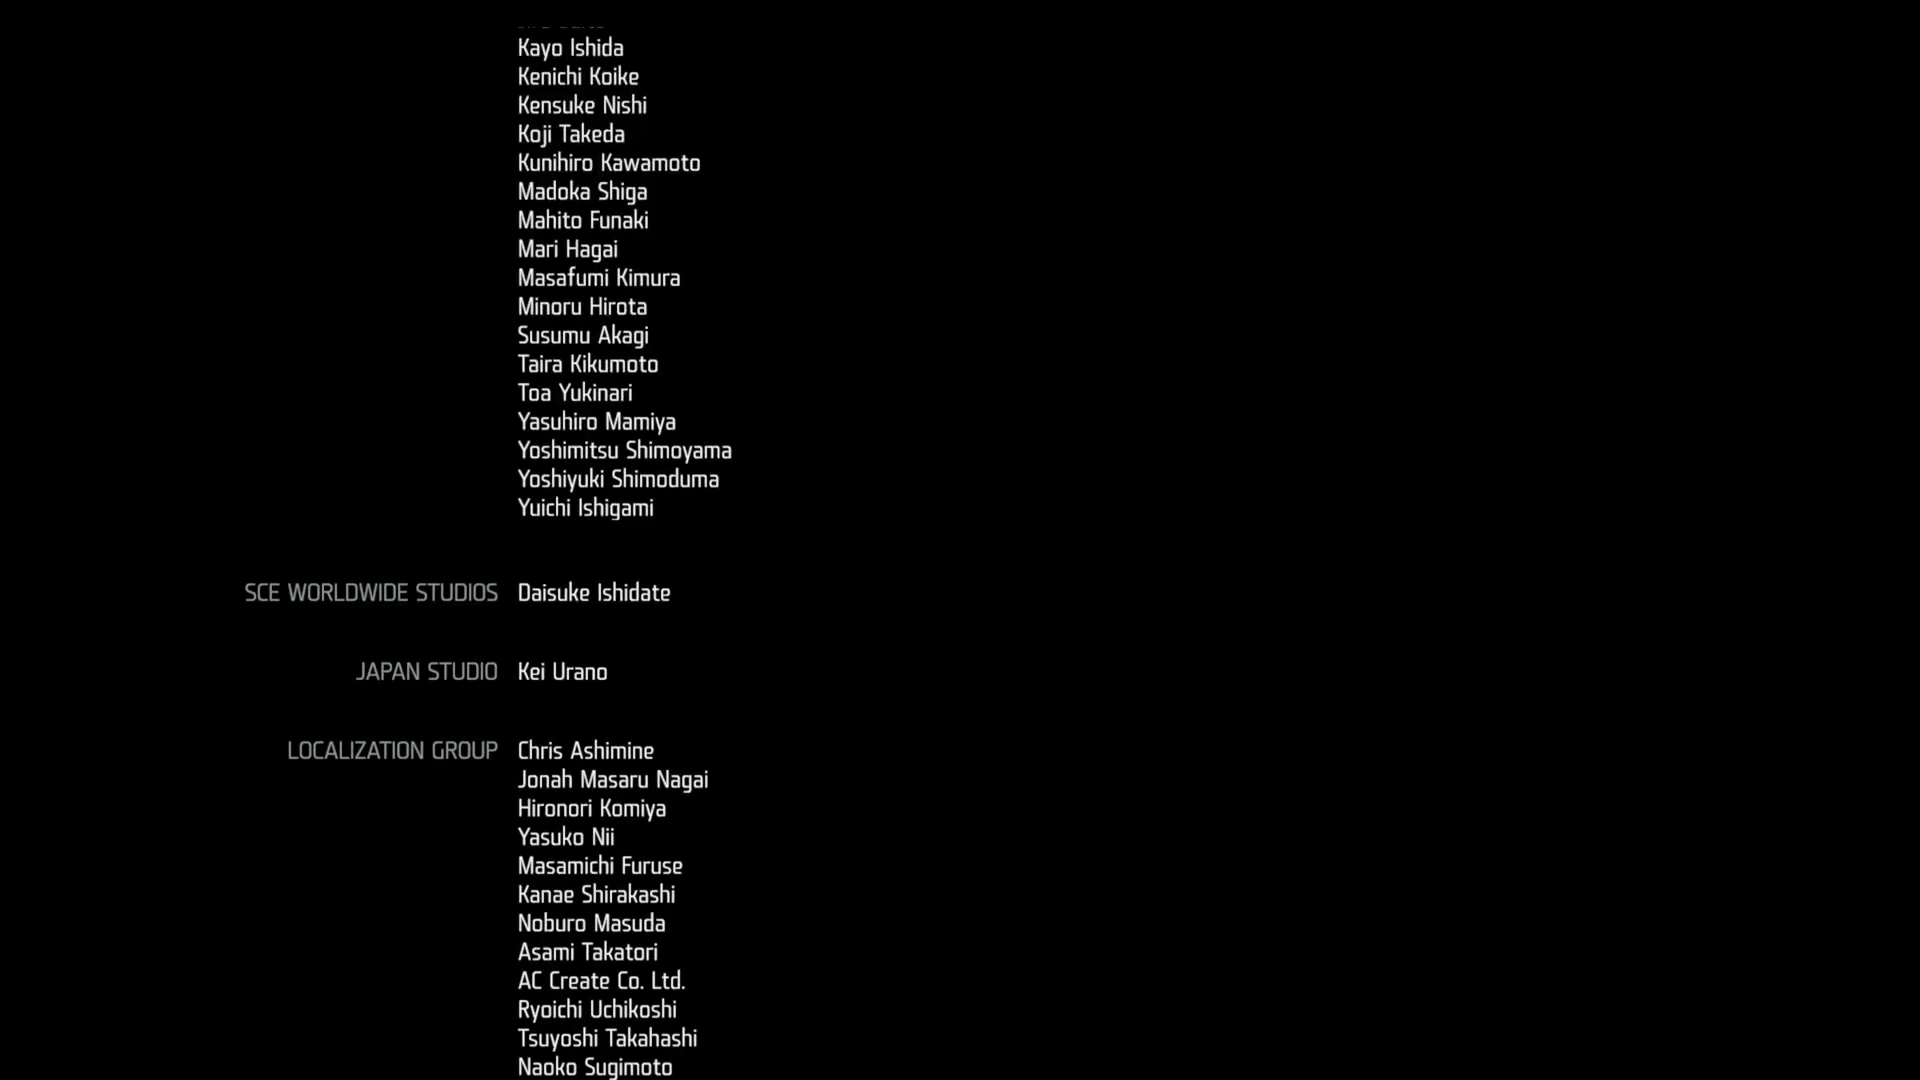 Kayo Ishida
Kenichi Koike
Kensuke Nishi
Koji Takeda
Kunihiro Kawamoto
Madoka Shiga
Mahito Funaki
Mari Hagai
Masafumi Kimura
Minoru Hirota
Susumu Akagi
Taira Kikumoto
Toa Yukinari
Yasuhiro Mamiya
Yoshimitsu Shimoyama
Yoshiyuki Shimoduma
Yuichi Ishigami
SCE WORLDWIDE STUDIOS Daisuke Ishidate
JAPAN STUDIO Kei Urano
LOCALIZATION GROUP Chris Ashimine
Jonah Masaru Nagai
Hironori Komiya
Yasuko Nii
Masamichi Furuse
Kanae Shirakashi
Noburo Masuda
Asami Takatori
AC Create Co. Ltd.
Ryoichi Uchikoshi
Tsuyoshi Takahashi
Naoko Sugimoto